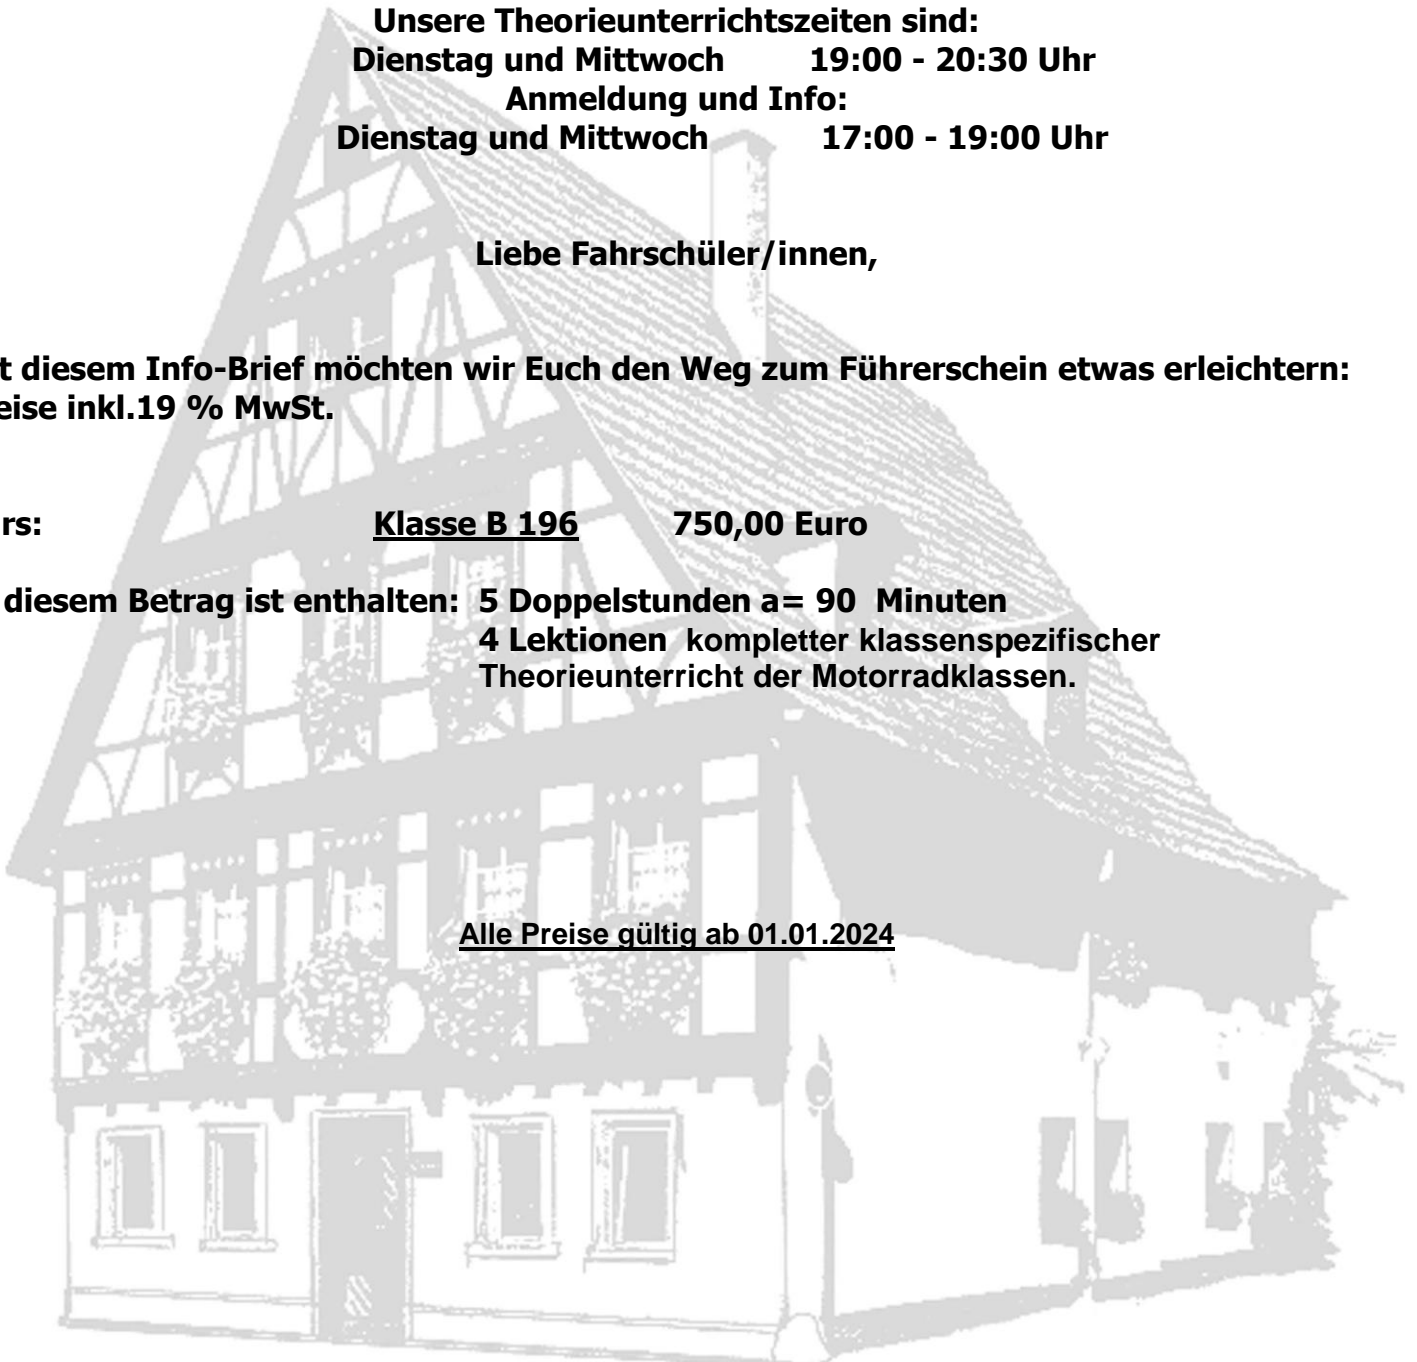 Unsere Theorieunterrichtszeiten sind:
Dienstag und Mittwoch 19:00 - 20:30 Uhr
Anmeldung und Info:
Dienstag und Mittwoch 17:00 - 19:00 Uhr
Liebe Fahrschüler/innen,
t diesem Info-Brief möchten wir Euch den Weg zum Führerschein etwas erleichtern:
eise inkl.19 % MwSt.
rs: Klasse B 196 750,00 Euro
diesem Betrag ist enthalten: 5 Doppelstunden a= 90 Minuten
4 Lektionen kompletter klassenspezifischer
Theorieunterricht der Motorradklassen.
Alle Preise gültig ab 01.01.2024